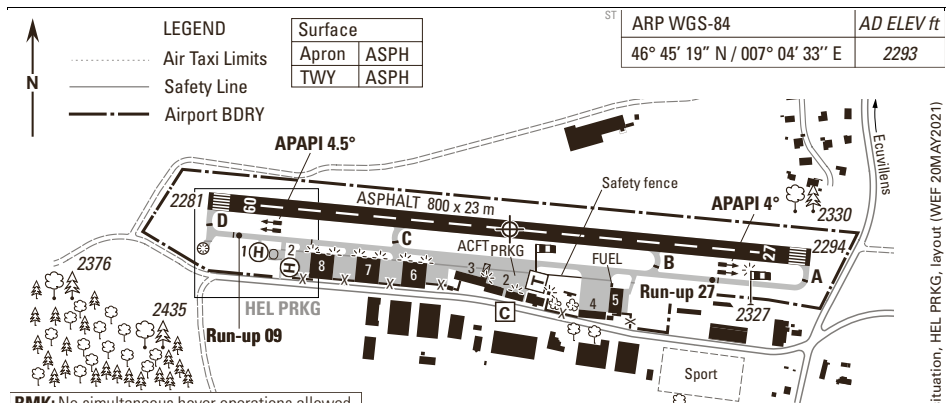 ST
ARP WGS-84 AD ELEV ft
46° 45' 19" N / 007° 04' 33'' E 2293
LEGEND
Air Taxi Limits
Safety Line
Airport BDRY
N
Surface
Apron ASPH
TWY ASPH
APAPI 4.5°
Ecuvillens
Safety fence
APAPI 4°
2330
2281
09
ASPHALT 800 x 23 m
27
2294
D
C
ACFT PRKG
FUEL
B
A
1 H 2 H
8 7 6 3 2 T 4 5
Run-up 27
2327
2376
2435
HEL PRKG
C
Run-up 09
Sport
RMK: No simultaneous hover operations allowed
situation, HEL PRKG, layout (WEF 20MAY2021)